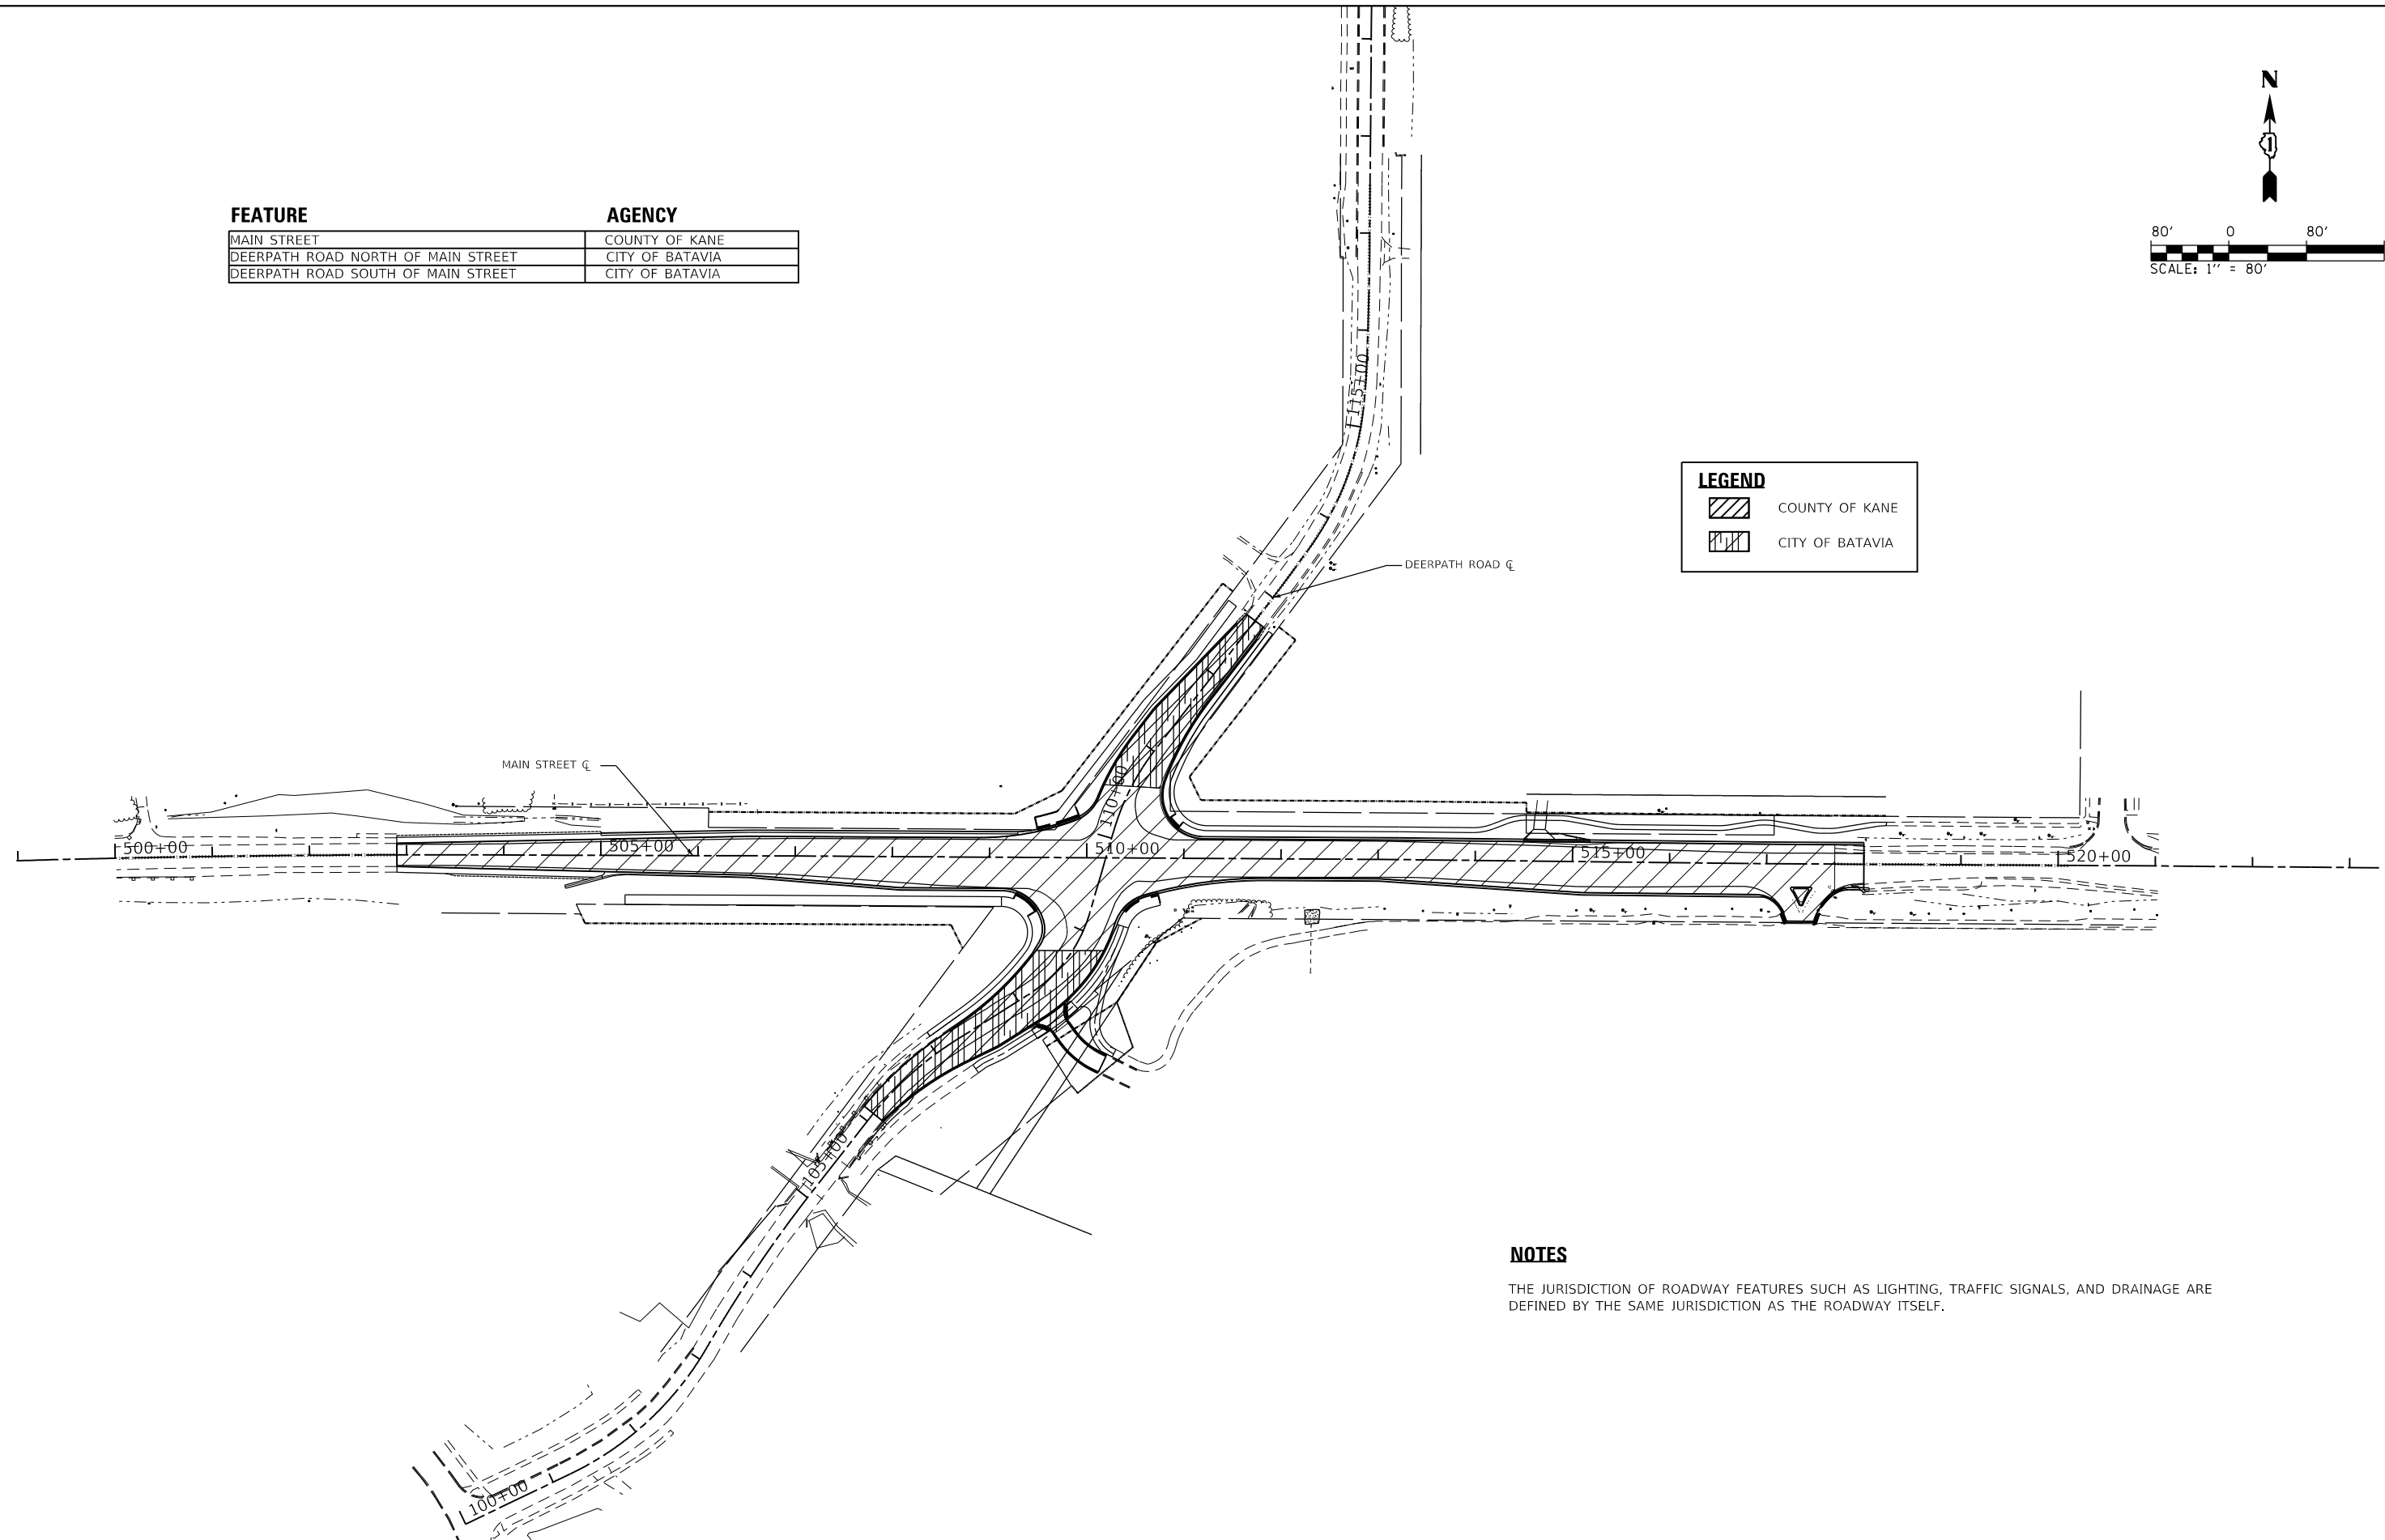 N
1
80' 0 80'
SCALE: 1'' = 80'
FEATURE AGENCY
MAIN STREET COUNTY OF KANE
DEERPATH ROAD NORTH OF MAIN STREET CITY OF BATAVIA
DEERPATH ROAD SOUTH OF MAIN STREET CITY OF BATAVIA
115+00
LEGEND
COUNTY OF KANE
CITY OF BATAVIA
DEERPATH ROAD ℄
MAIN STREET ℄
110+00
500+00
505+00
510+00
515+00
520+00
105+00
NOTES
THE JURISDICTION OF ROADWAY FEATURES SUCH AS LIGHTING, TRAFFIC SIGNALS, AND DRAINAGE ARE
DEFINED BY THE SAME JURISDICTION AS THE ROADWAY ITSELF.
100+00